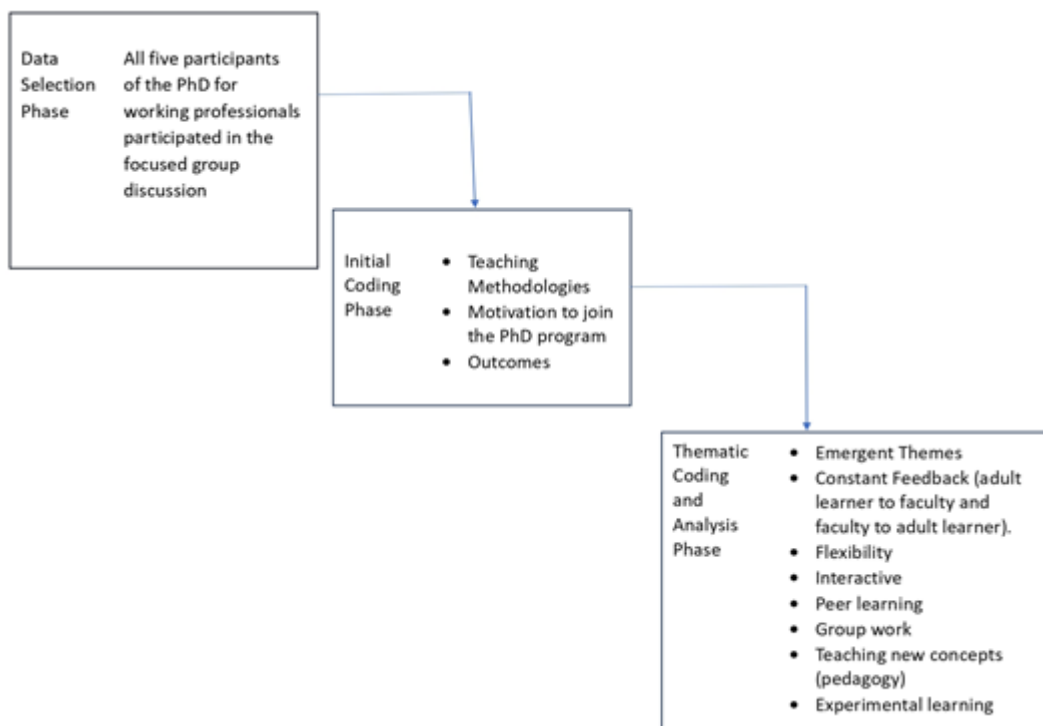 Data
Selection
Phase
All five participants
of the PhD for
working professionals
participated in the
focused group
discussion
Initial
Coding
Phase
• Teaching
Methodologies
• Motivation to join
the PhD program
• Outcomes
Thematic
Coding
and
Analysis
Phase
• Emergent Themes
• Constant Feedback (adult
learner to faculty and
faculty to adult learner).
• Flexibility
• Interactive
• Peer learning
• Group work
• Teaching new concepts
(pedagogy)
• Experimental learning